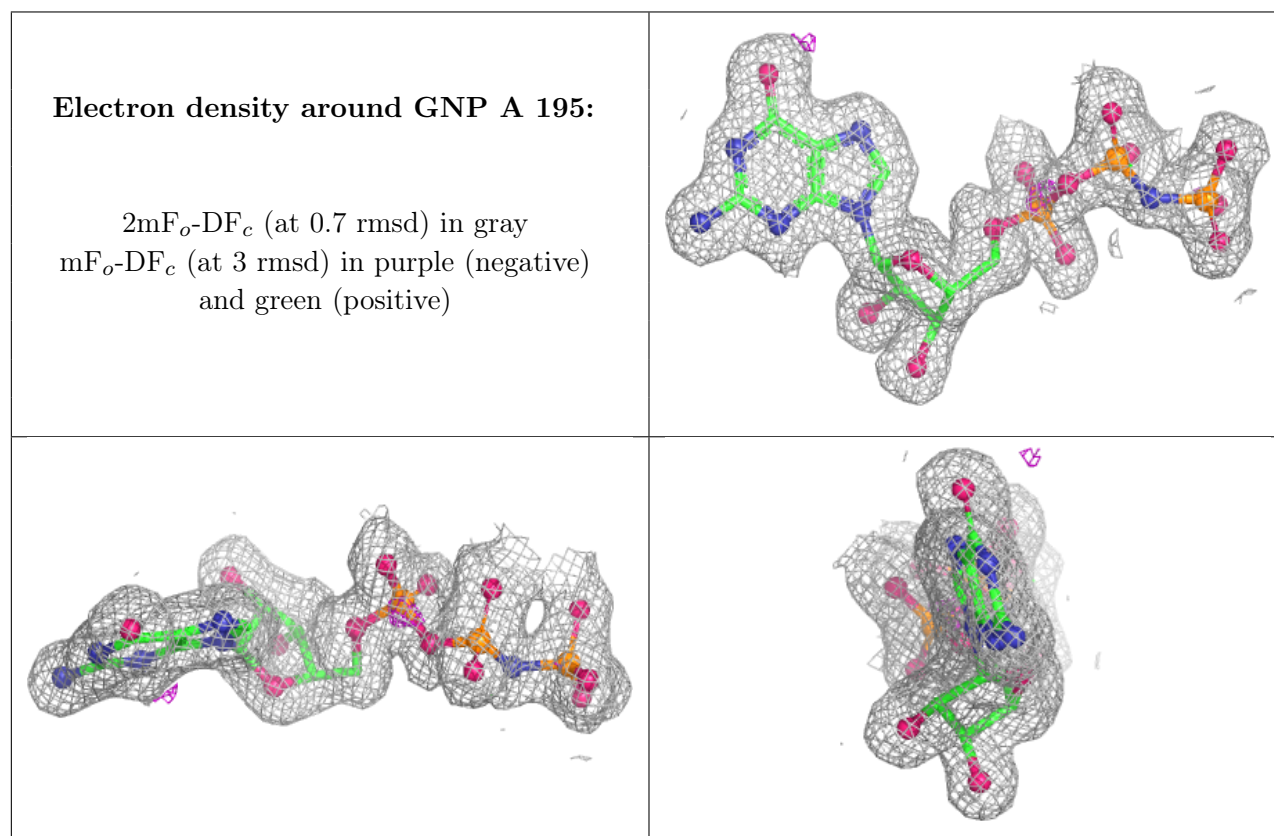 Electron density around GNP A 195:
2mFo-DFc (at 0.7 rmsd) in gray
mFo-DFc (at 3 rmsd) in purple (negative)
and green (positive)